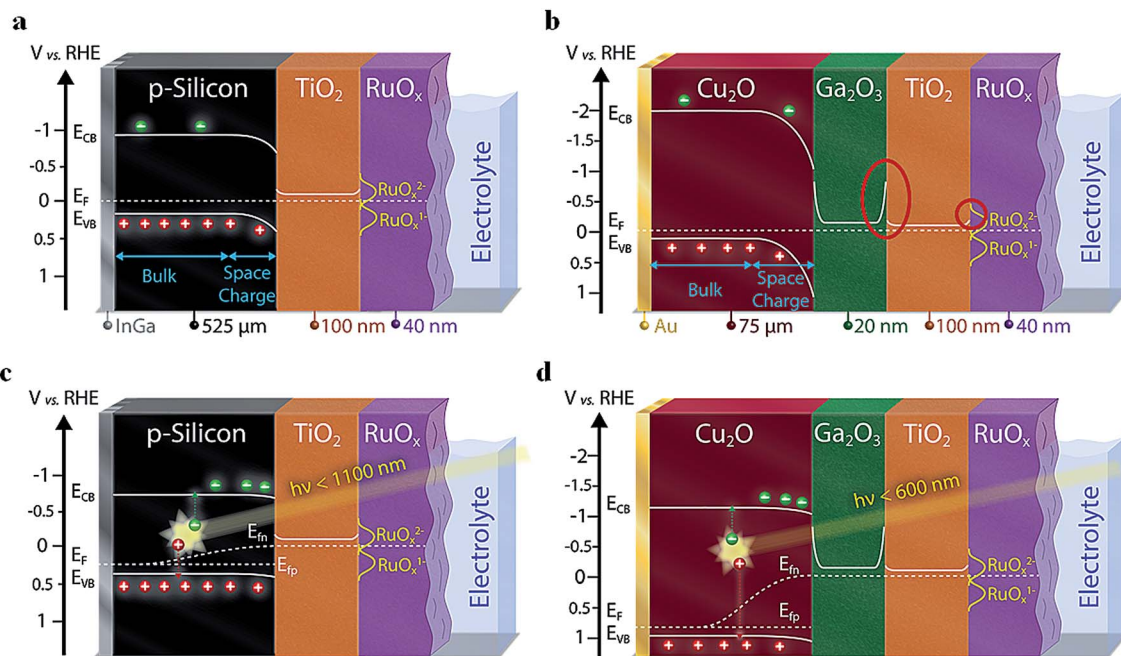 a
V vs. RHE
p-Silicon
TiO2
RuOx
-1
-0.5
0
0.5
1
ECB
EF
EVB
RuOx2-
RuOx1-
Bulk
Space
Charge
Electrolyte
InGa
525 µm
100 nm
40 nm
b
V vs. RHE
Cu2O
Ga2O3
TiO2
RuOx
-2
-1.5
-1
-0.5
0
0.5
1
ECB
EF
EVB
RuOx2-
RuOx1-
Bulk
Space
Charge
Electrolyte
Au
75 µm
20 nm
100 nm
40 nm
c
V vs. RHE
p-Silicon
TiO2
RuOx
-1
-0.5
0
0.5
1
ECB
EF
EVB
hν < 1100 nm
Efn
Efp
RuOx2-
RuOx1-
Electrolyte
d
V vs. RHE
Cu2O
Ga2O3
TiO2
RuOx
-2
-1.5
-1
-0.5
0
0.5
1
ECB
EF
EVB
hν < 600 nm
Efn
Efp
RuOx2-
RuOx1-
Electrolyte